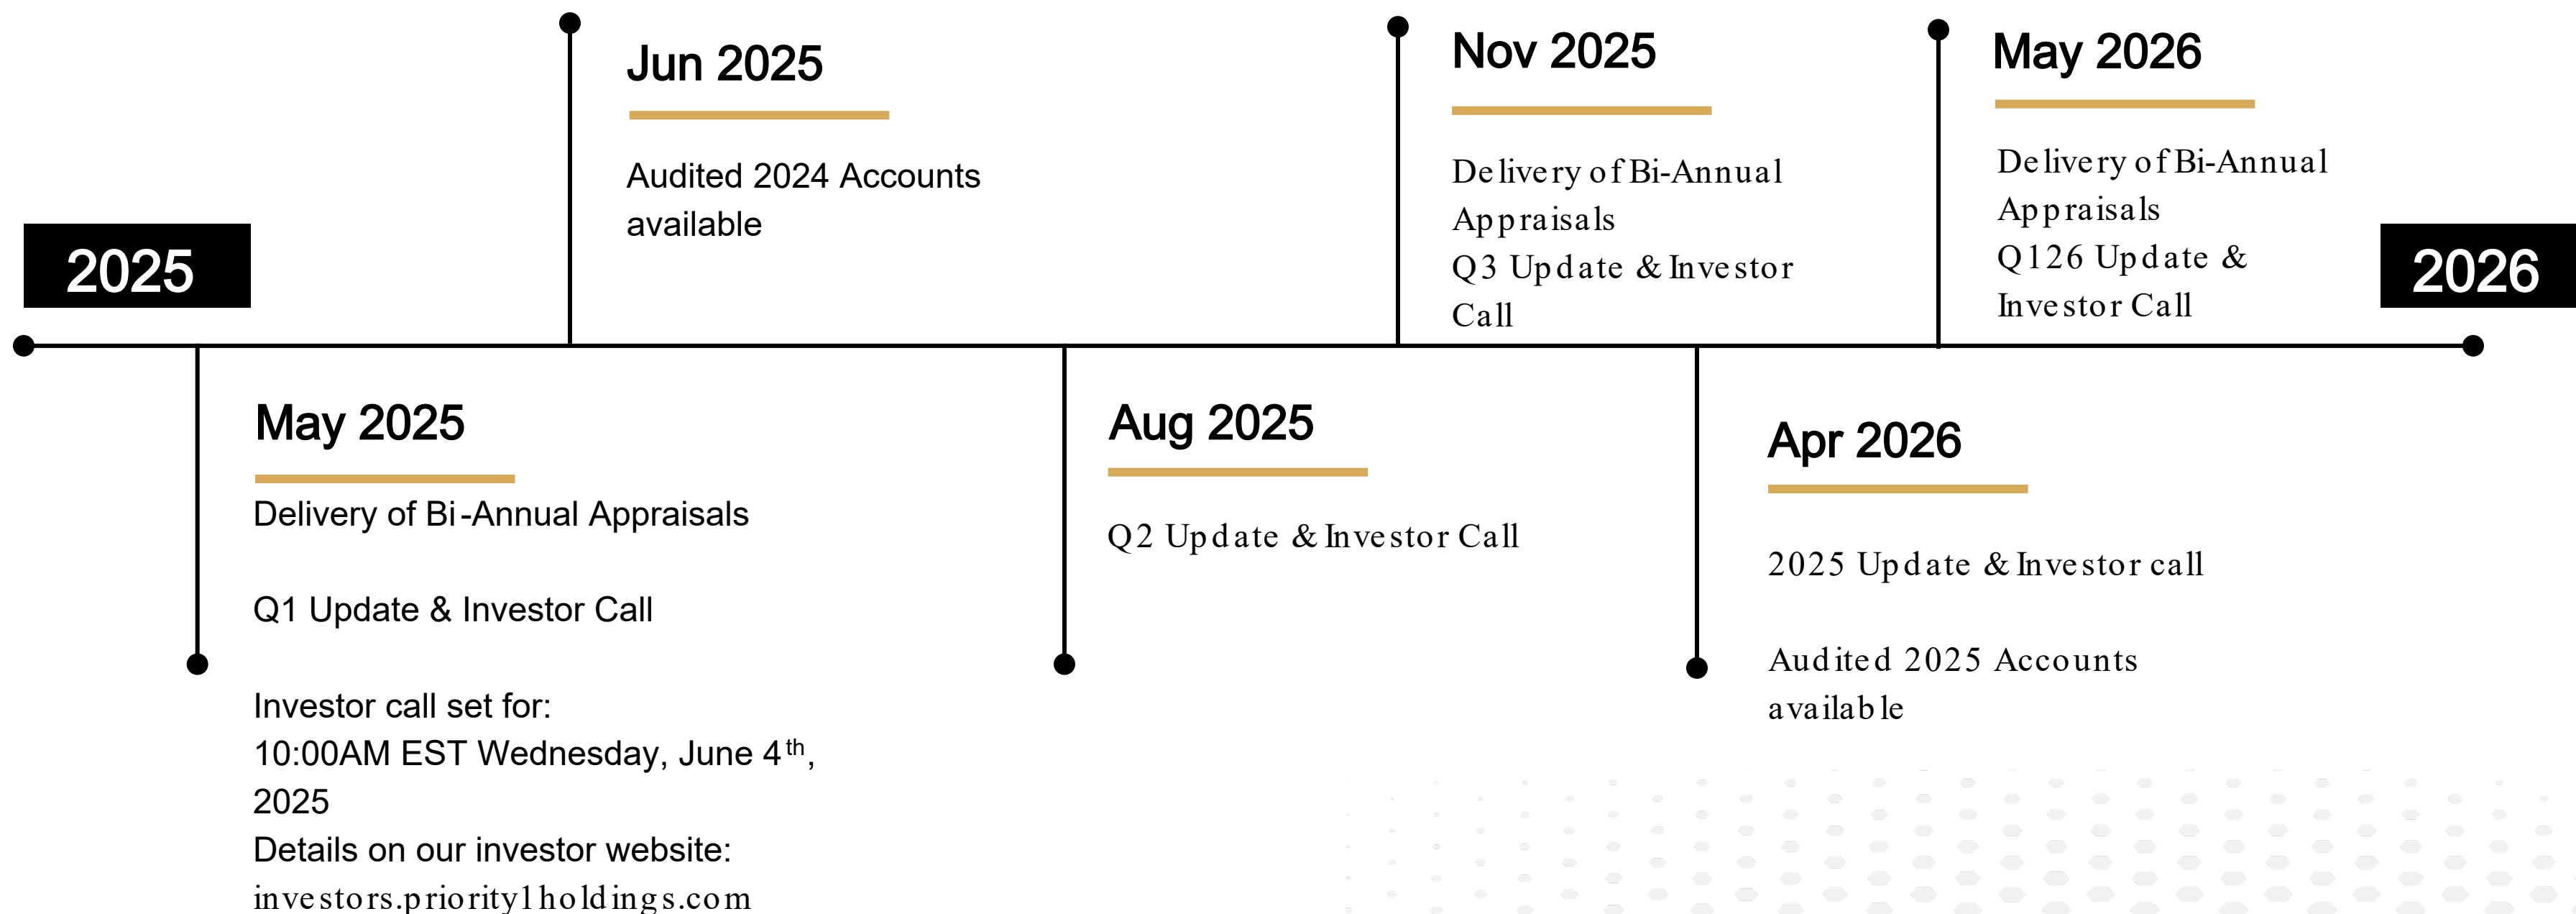 2025
Jun 2025
Audited 2024 Accounts
available
Nov 2025
Delivery of Bi-Annual
Appraisals
Q3 Update & Investor
Call
May 2026
Delivery of Bi-Annual
Appraisals
Q126 Update &
Investor Call
2026
May 2025
Delivery of Bi-Annual Appraisals
Q1 Update & Investor Call
Investor call set for:
10:00AM EST Wednesday, June 4th,
2025
Details on our investor website:
investors.priority1holdings.com
Aug 2025
Q2 Update & Investor Call
Apr 2026
2025 Update & Investor call
Audited 2025 Accounts
available